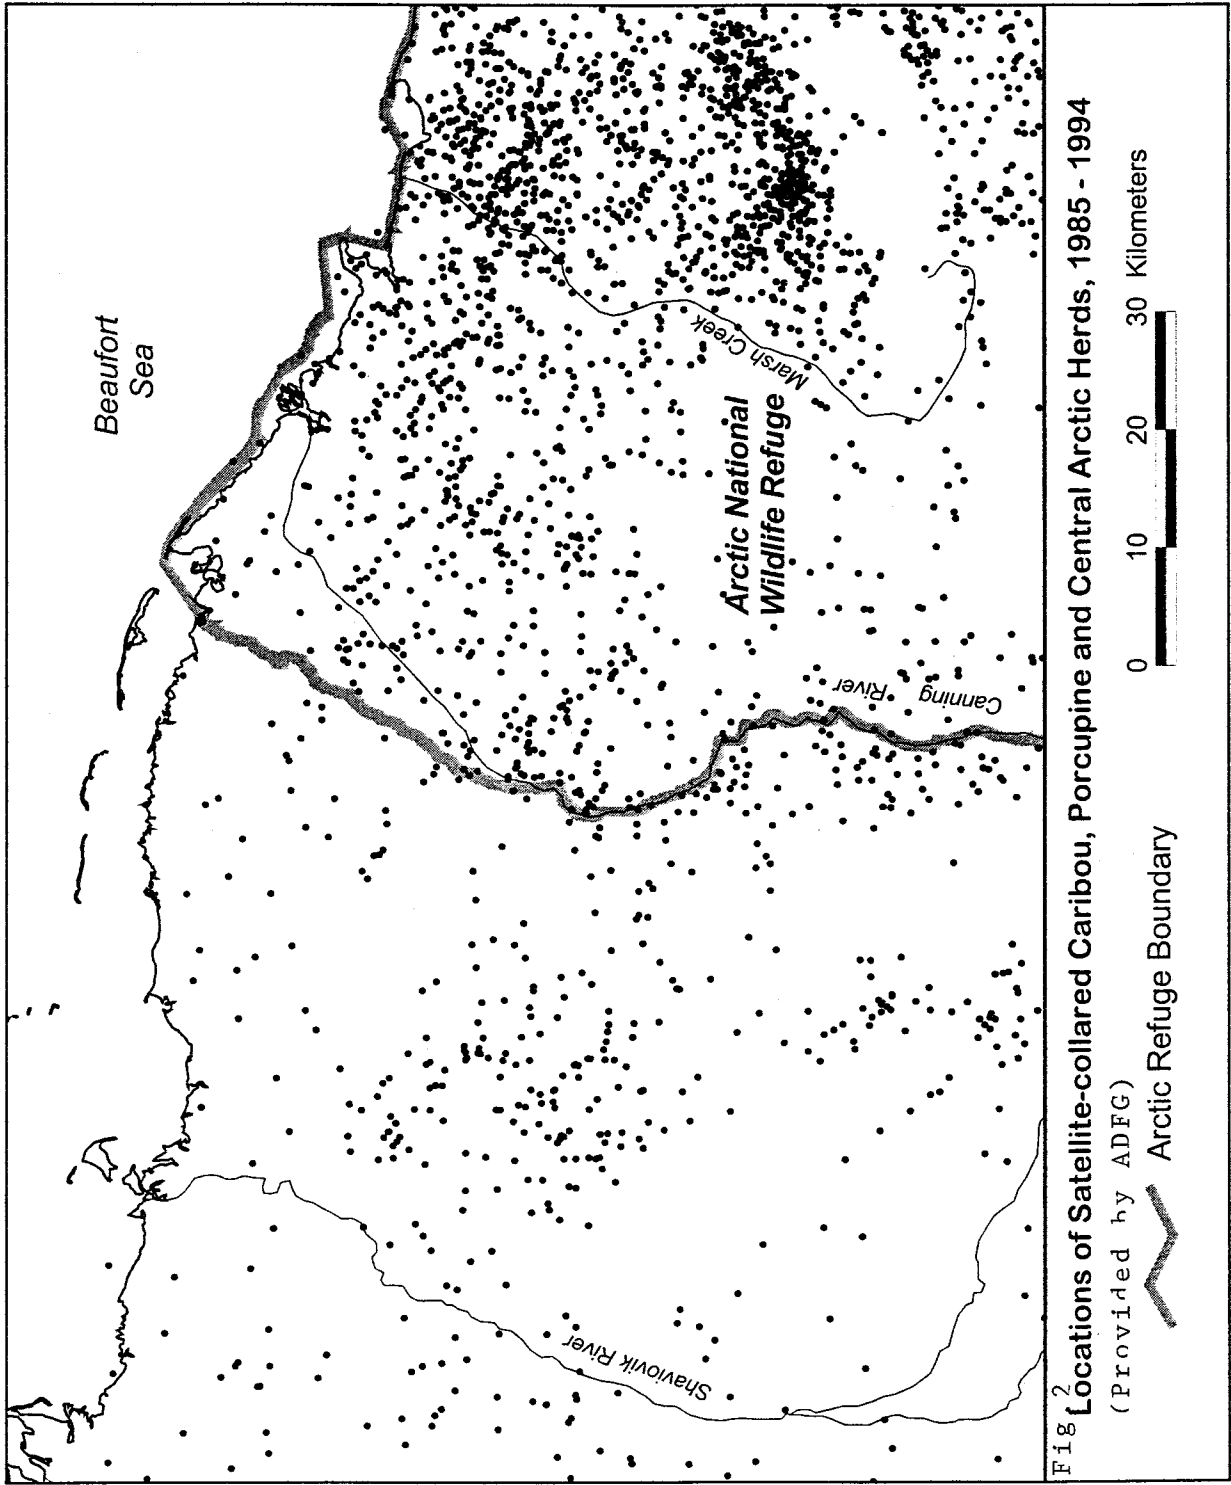 Beaufort
Sea
Marsh Creek
Arctic National
Wildlife Refuge
Canning River
Shaviovik River
Fig 2
Locations of Satellite-collared Caribou, Porcupine and Central Arctic Herds, 1985 - 1994
(Provided by ADFG)
Arctic Refuge Boundary
0 10 20 30 Kilometers